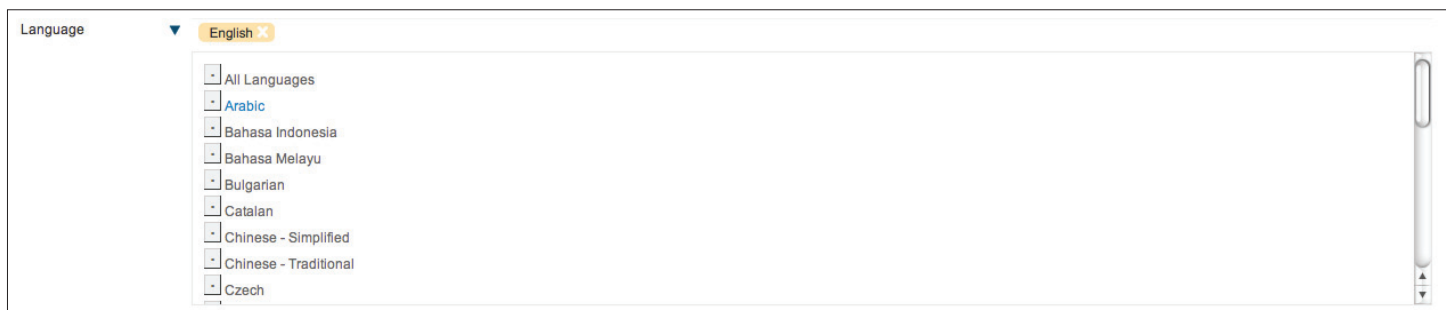 Language
English
All Languages
Arabic
Bahasa Indonesia
Bahasa Melayu
Bulgarian
Catalan
Chinese - Simplified
Chinese - Traditional
Czech